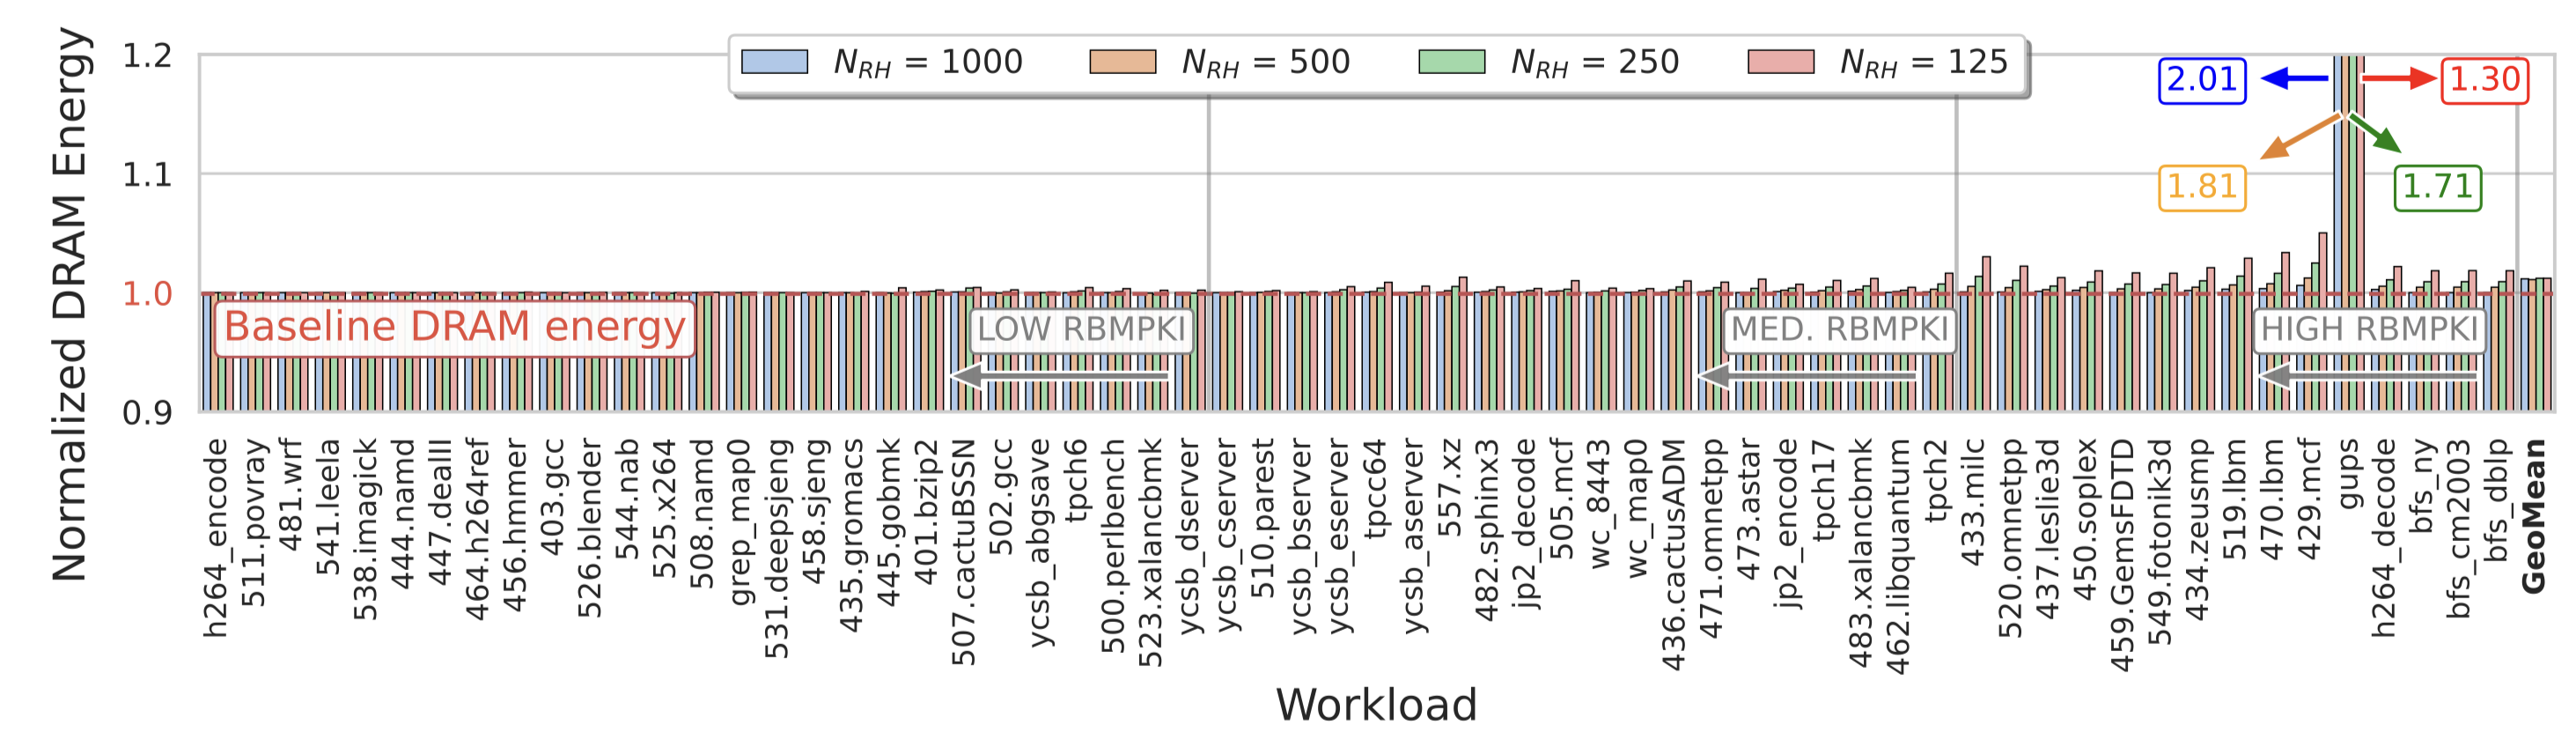 Normalized DRAM Energy
1.2
1.1
1.0
0.9
N_RH = 1000
N_RH = 500
N_RH = 250
N_RH = 125
2.01
1.30
1.81
1.71
Baseline DRAM energy
LOW RBMPKI
MED. RBMPKI
HIGH RBMPKI
h264_encode
511.povray
481.wrf
541.leela
538.imagick
444.namd
447.dealII
464.h264ref
456.hmmer
403.gcc
526.blender
544.nab
525.x264
508.namd
grep_map0
531.deepsjeng
458.sjeng
435.gromacs
445.gobmk
401.bzip2
507.cactuBSSN
502.gcc
ycsb_abgsave
tpch6
500.perlbench
523.xalancbmk
ycsb_dserver
ycsb_cserver
510.parest
ycsb_bserver
ycsb_eserver
tpcc64
ycsb_aserver
557.xz
482.sphinx3
jp2_decode
505.mcf
wc_8443
wc_map0
436.cactusADM
471.omnetpp
473.astar
jp2_encode
tpch17
483.xalancbmk
462.libquantum
tpch2
433.milc
520.omnetpp
437.leslie3d
450.soplex
459.GemsFDTD
549.fotonik3d
434.zeusmp
519.lbm
470.lbm
429.mcf
gups
h264_decode
bfs_ny
bfs_cm2003
bfs_dblp
GeoMean
Workload